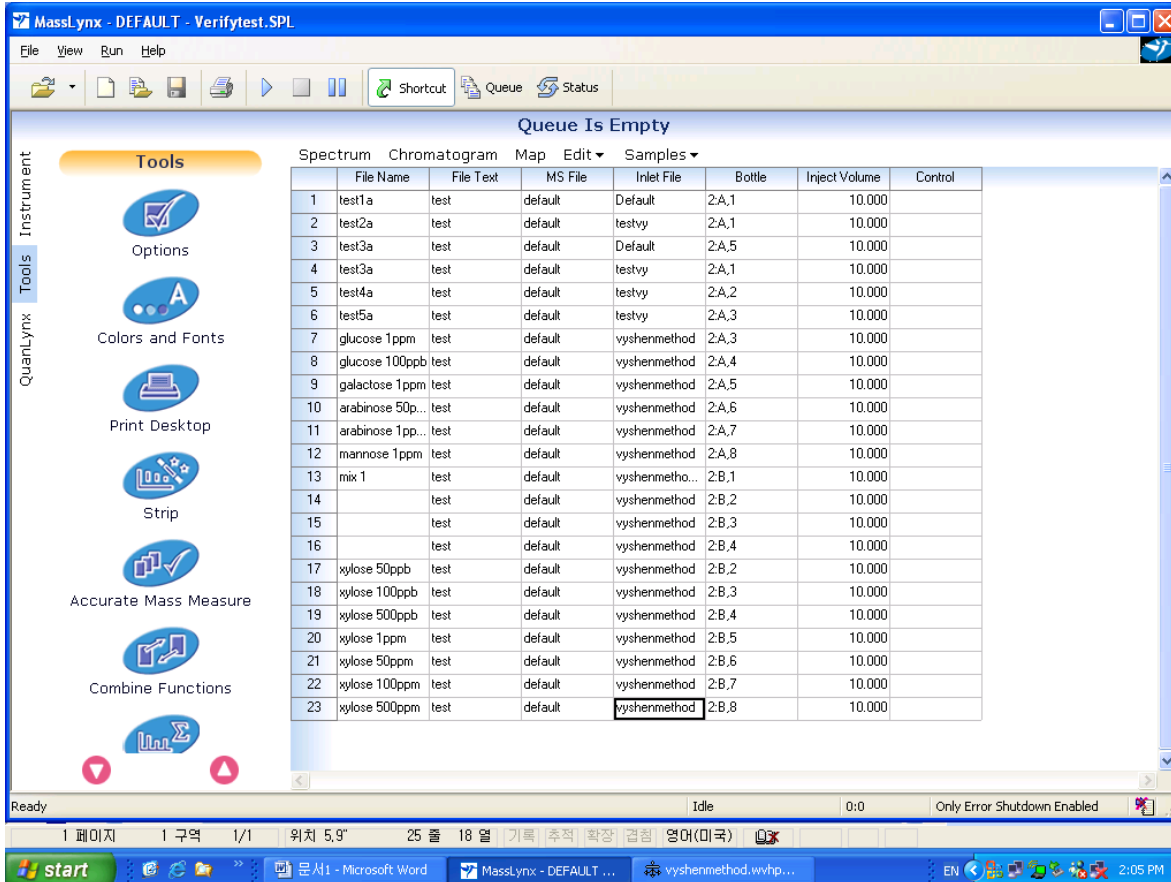 MassLynx - DEFAULT - Verifytest.SPL
File View Run Help
Shortcut Queue Status
Queue Is Empty
Instrument
Tools
QuanLynx
Tools
Options
Colors and Fonts
Print Desktop
Strip
Accurate Mass Measure
Combine Functions
Spectrum Chromatogram Map Edit Samples
File Name File Text MS File Inlet File Bottle Inject Volume Control
1 test1a test default Default 2:A,1 10.000
2 test2a test default testvy 2:A,1 10.000
3 test3a test default Default 2:A,5 10.000
4 test3a test default testvy 2:A,1 10.000
5 test4a test default testvy 2:A,2 10.000
6 test5a test default testvy 2:A,3 10.000
7 glucose 1ppm test default vyshenmethod 2:A,3 10.000
8 glucose 100ppb test default vyshenmethod 2:A,4 10.000
9 galactose 1ppm test default vyshenmethod 2:A,5 10.000
10 arabinose 50p... test default vyshenmethod 2:A,6 10.000
11 arabinose 1pp... test default vyshenmethod 2:A,7 10.000
12 mannose 1ppm test default vyshenmethod 2:A,8 10.000
13 mix 1 test default vyshenmetho... 2:B,1 10.000
14 test default vyshenmethod 2:B,2 10.000
15 test default vyshenmethod 2:B,3 10.000
16 test default vyshenmethod 2:B,4 10.000
17 xylose 50ppb test default vyshenmethod 2:B,2 10.000
18 xylose 100ppb test default vyshenmethod 2:B,3 10.000
19 xylose 500ppb test default vyshenmethod 2:B,4 10.000
20 xylose 1ppm test default vyshenmethod 2:B,5 10.000
21 xylose 50ppm test default vyshenmethod 2:B,6 10.000
22 xylose 100ppm test default vyshenmethod 2:B,7 10.000
23 xylose 500ppm test default vyshenmethod 2:B,8 10.000
Ready Idle 0:0 Only Error Shutdown Enabled
1 페이지 1 구역 1/1 위치 5,9" 25 줄 18 열 기록 추적 확장 겹침 영어(미국)
start 문서1 - Microsoft Word MassLynx - DEFAULT ... vyshenmethod.wvhp... EN 2:05 PM